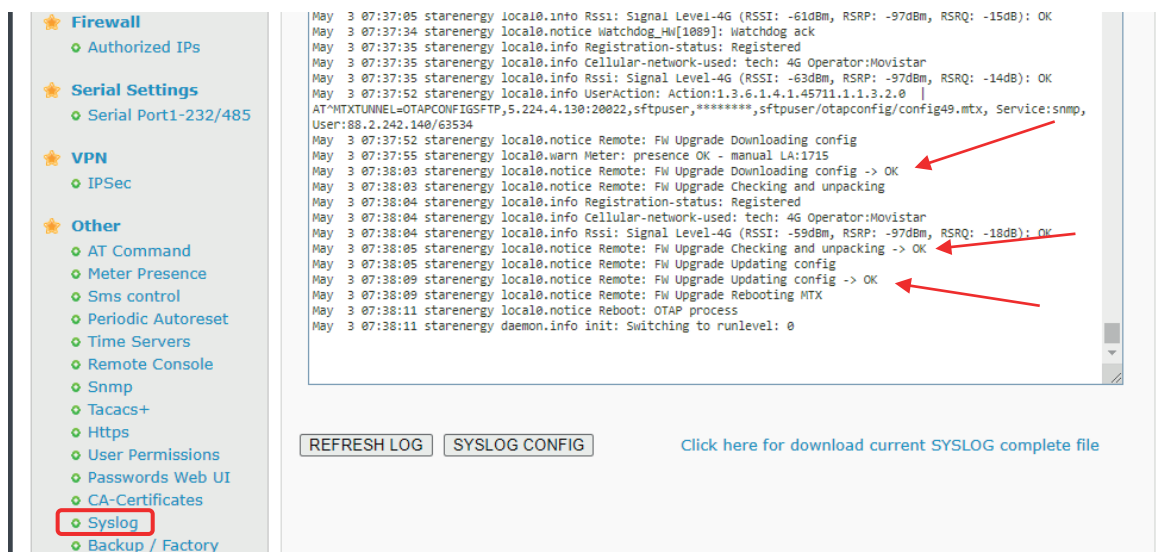 Firewall
Authorized IPs
Serial Settings
Serial Port1-232/485
VPN
IPSec
Other
AT Command
Meter Presence
Sms control
Periodic Autoreset
Time Servers
Remote Console
Snmp
Tacacs+
Https
User Permissions
Passwords Web UI
CA-Certificates
Syslog
Backup / Factory
May 3 07:37:05 starenergy local0.info Rssi: Signal Level-4G (RSSI: -61dBm, RSRP: -97dBm, RSRQ: -15dB): OK
May 3 07:37:34 starenergy local0.notice Watchdog_HW[1089]: Watchdog ack
May 3 07:37:35 starenergy local0.info Registration-status: Registered
May 3 07:37:35 starenergy local0.info Cellular-network-used: tech: 4G Operator:Movistar
May 3 07:37:35 starenergy local0.info Rssi: Signal Level-4G (RSSI: -63dBm, RSRP: -97dBm, RSRQ: -14dB): OK
May 3 07:37:52 starenergy local0.info UserAction: Action:1.3.6.1.4.1.45711.1.1.3.2.0 |
AT^MTXTUNNEL=OTAPCONFIGSFTP,5.224.4.130:20022,sftpuser,********,sftpuser/otapconfig/config49.mtx, Service:snmp,
User:88.2.242.140/63534
May 3 07:37:52 starenergy local0.notice Remote: FW Upgrade Downloading config
May 3 07:37:55 starenergy local0.warn Meter: presence OK - manual LA:1715
May 3 07:38:03 starenergy local0.notice Remote: FW Upgrade Downloading config -> OK
May 3 07:38:03 starenergy local0.notice Remote: FW Upgrade Checking and unpacking
May 3 07:38:04 starenergy local0.info Registration-status: Registered
May 3 07:38:04 starenergy local0.info Cellular-network-used: tech: 4G Operator:Movistar
May 3 07:38:04 starenergy local0.info Rssi: Signal Level-4G (RSSI: -59dBm, RSRP: -97dBm, RSRQ: -18dB): OK
May 3 07:38:05 starenergy local0.notice Remote: FW Upgrade Checking and unpacking -> OK
May 3 07:38:05 starenergy local0.notice Remote: FW Upgrade Updating config
May 3 07:38:09 starenergy local0.notice Remote: FW Upgrade Updating config -> OK
May 3 07:38:09 starenergy local0.notice Remote: FW Upgrade Rebooting MTX
May 3 07:38:11 starenergy local0.notice Reboot: OTAP process
May 3 07:38:11 starenergy daemon.info init: Switching to runlevel: 0
REFRESH LOG
SYSLOG CONFIG
Click here for download current SYSLOG complete file